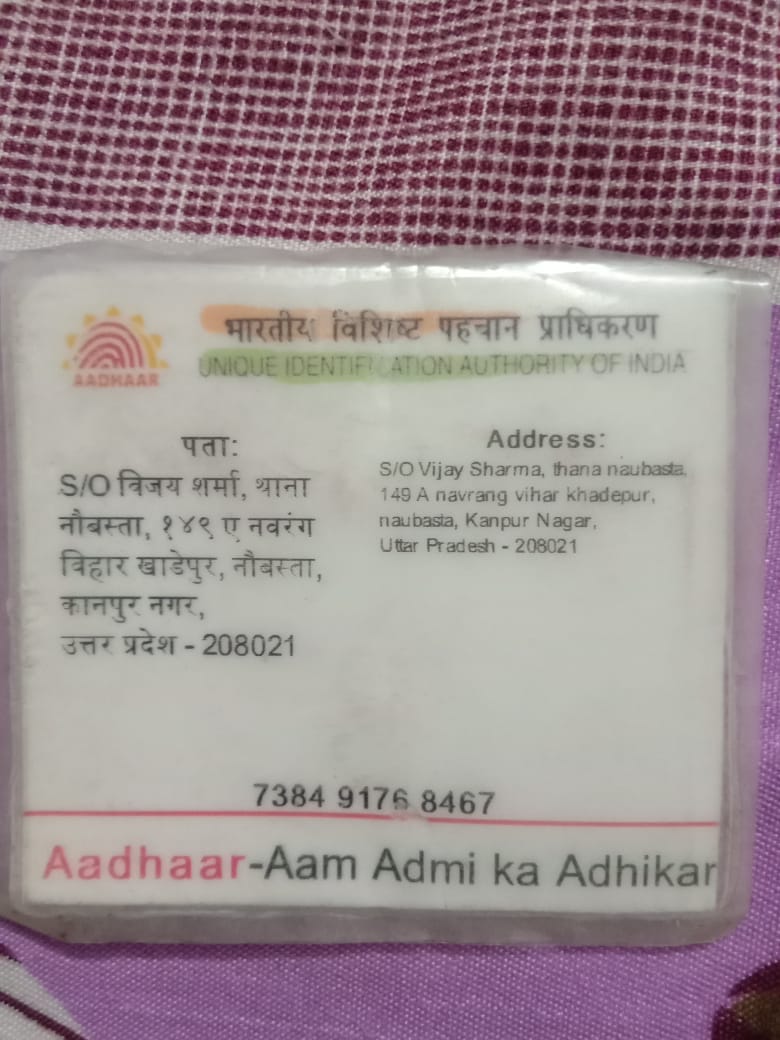 भारतीय विशिष्ट पहचान प्राधिकरण
UNIQUE IDENTIFICATION AUTHORITY OF INDIA
AADHAAR
पता:
S/O विजय शर्मा, थाना
नौबस्ता, १४९ ए नवरंग
विहार खाडेपुर, नौबस्ता,
कानपुर नगर,
उत्तर प्रदेश - 208021
Address:
S/O Vijay Sharma, thana naubasta,
149 A navrang vihar khadepur,
naubasta, Kanpur Nagar,
Uttar Pradesh - 208021
7384 9176 8467
Aadhaar-Aam Admi ka Adhikar